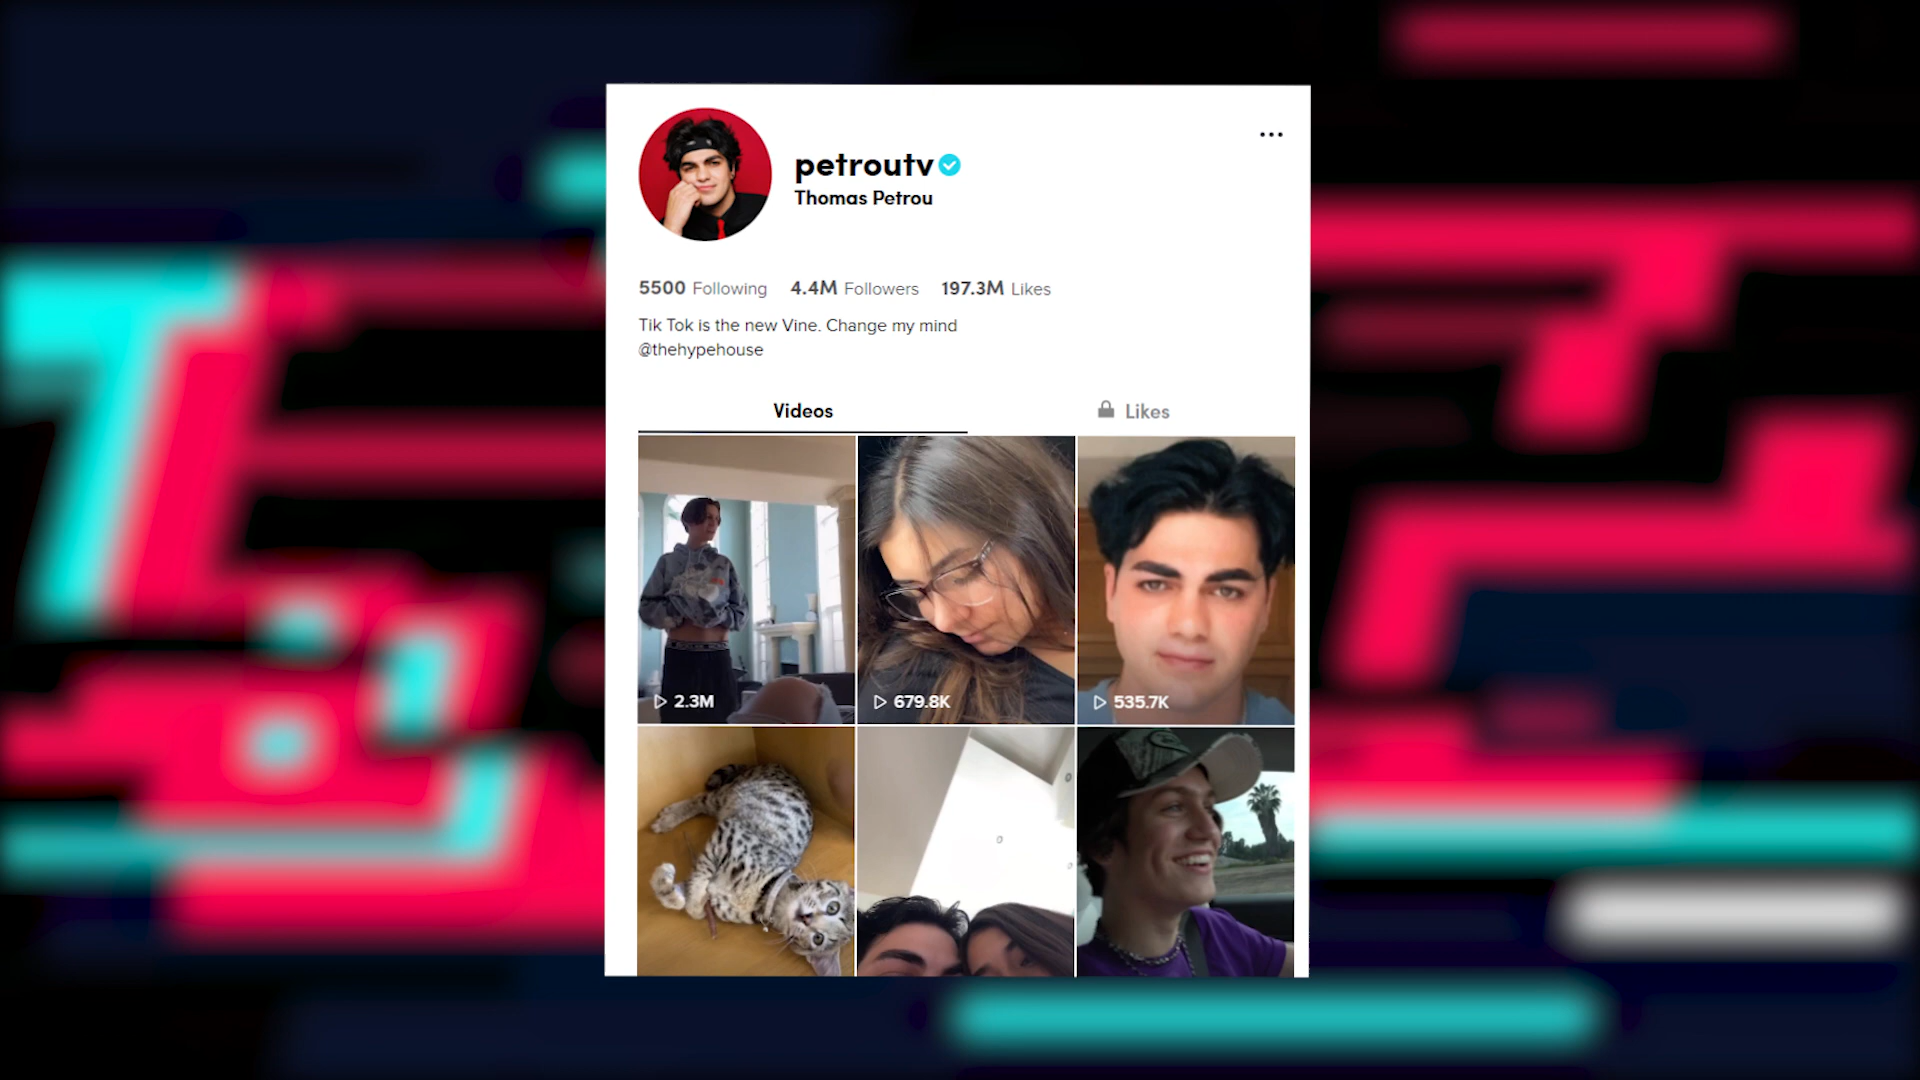 petroutv
Thomas Petrou
5500 Following 4.4M Followers 197.3M Likes
Tik Tok is the new Vine. Change my mind
@thehypehouse
Videos Likes
2.3M 679.8K 535.7K